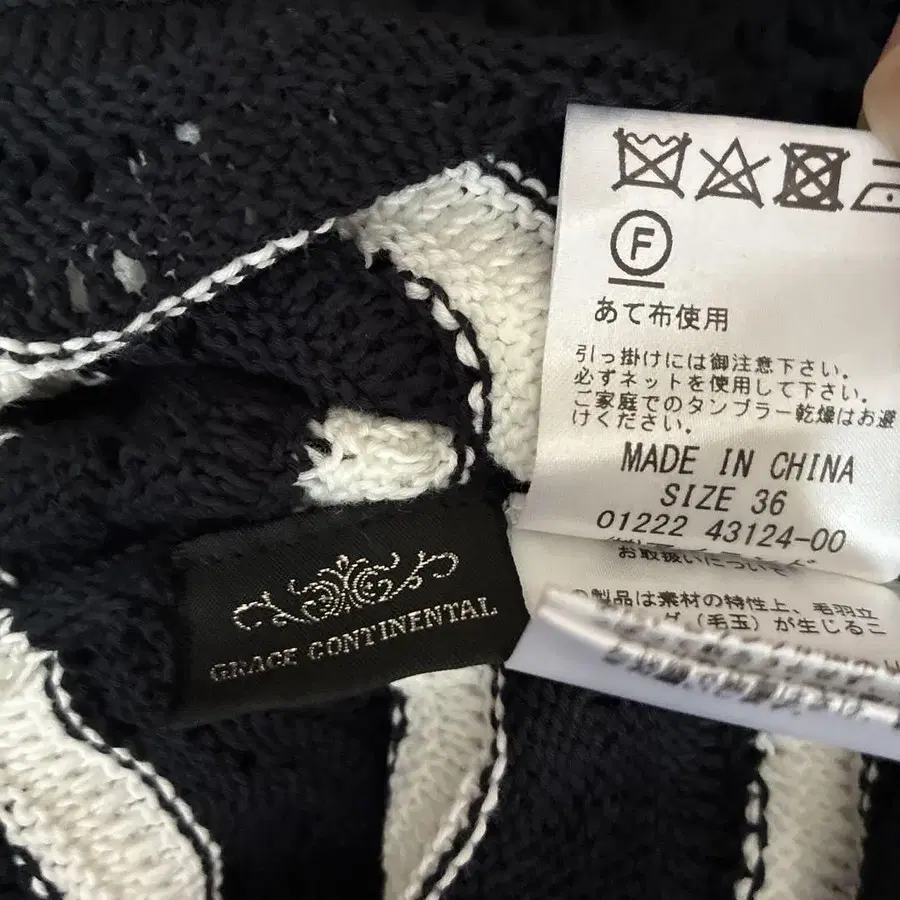 F
あて布使用
引っ掛けには御注意下さい。
必ずネットを使用して下さい。
ご家庭でのタンブラー乾燥はお避
けください。
MADE IN CHINA
SIZE 36
01222 43124-00
お取扱いについて
の製品は素材の特性上、毛羽立
グ（毛玉）が生じるこ
GRACE CONTINENTAL